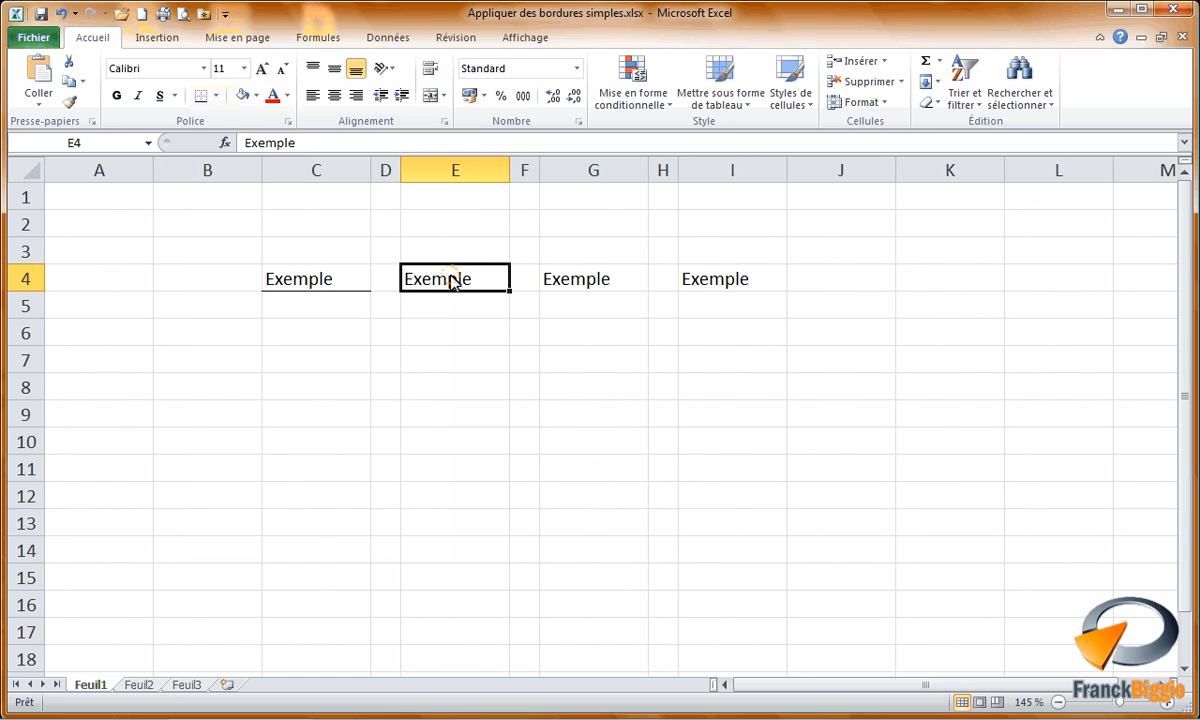 Appliquer des bordures simples.xlsx - Microsoft Excel
Fichier Accueil Insertion Mise en page Formules Données Révision Affichage
Coller Calibri 11 Standard Mise en forme conditionnelle Mettre sous forme de tableau Styles de cellules Insérer Supprimer Format Σ Trier et filtrer Rechercher et sélectionner
G I S A % 000
Presse-papiers Police Alignement Nombre Style Cellules Édition
E4 fx Exemple
A B C D E F G H I J K L M
1
2
3
4 Exemple Exemple Exemple Exemple
5
6
7
8
9
10
11
12
13
14
15
16
17
18
Feuil1 Feuil2 Feuil3
FranckBiggio
Prêt 145 %